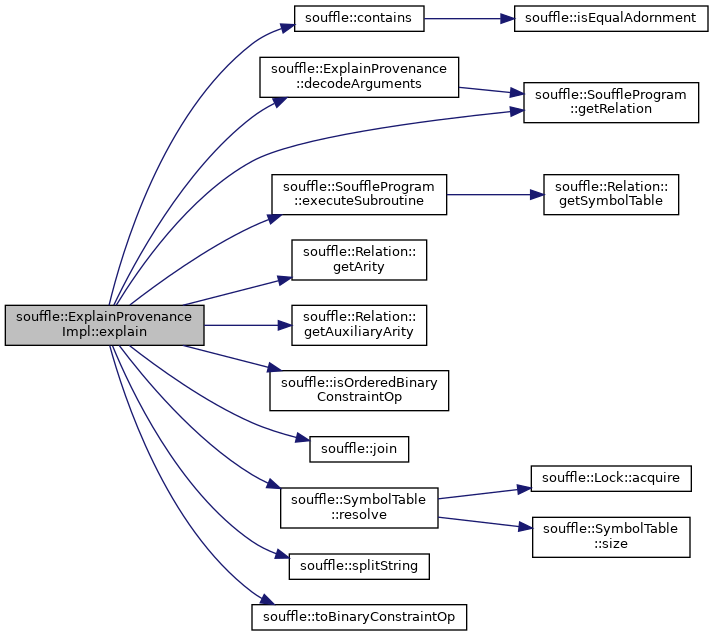 souffle::contains
souffle::isEqualAdornment
souffle::ExplainProvenance
::decodeArguments
souffle::SouffleProgram
::getRelation
souffle::SouffleProgram
::executeSubroutine
souffle::Relation::
getSymbolTable
souffle::Relation::
getArity
souffle::ExplainProvenance
Impl::explain
souffle::Relation::
getAuxiliaryArity
souffle::isOrderedBinary
ConstraintOp
souffle::join
souffle::Lock::acquire
souffle::SymbolTable
::resolve
souffle::SymbolTable
::size
souffle::splitString
souffle::toBinaryConstraintOp